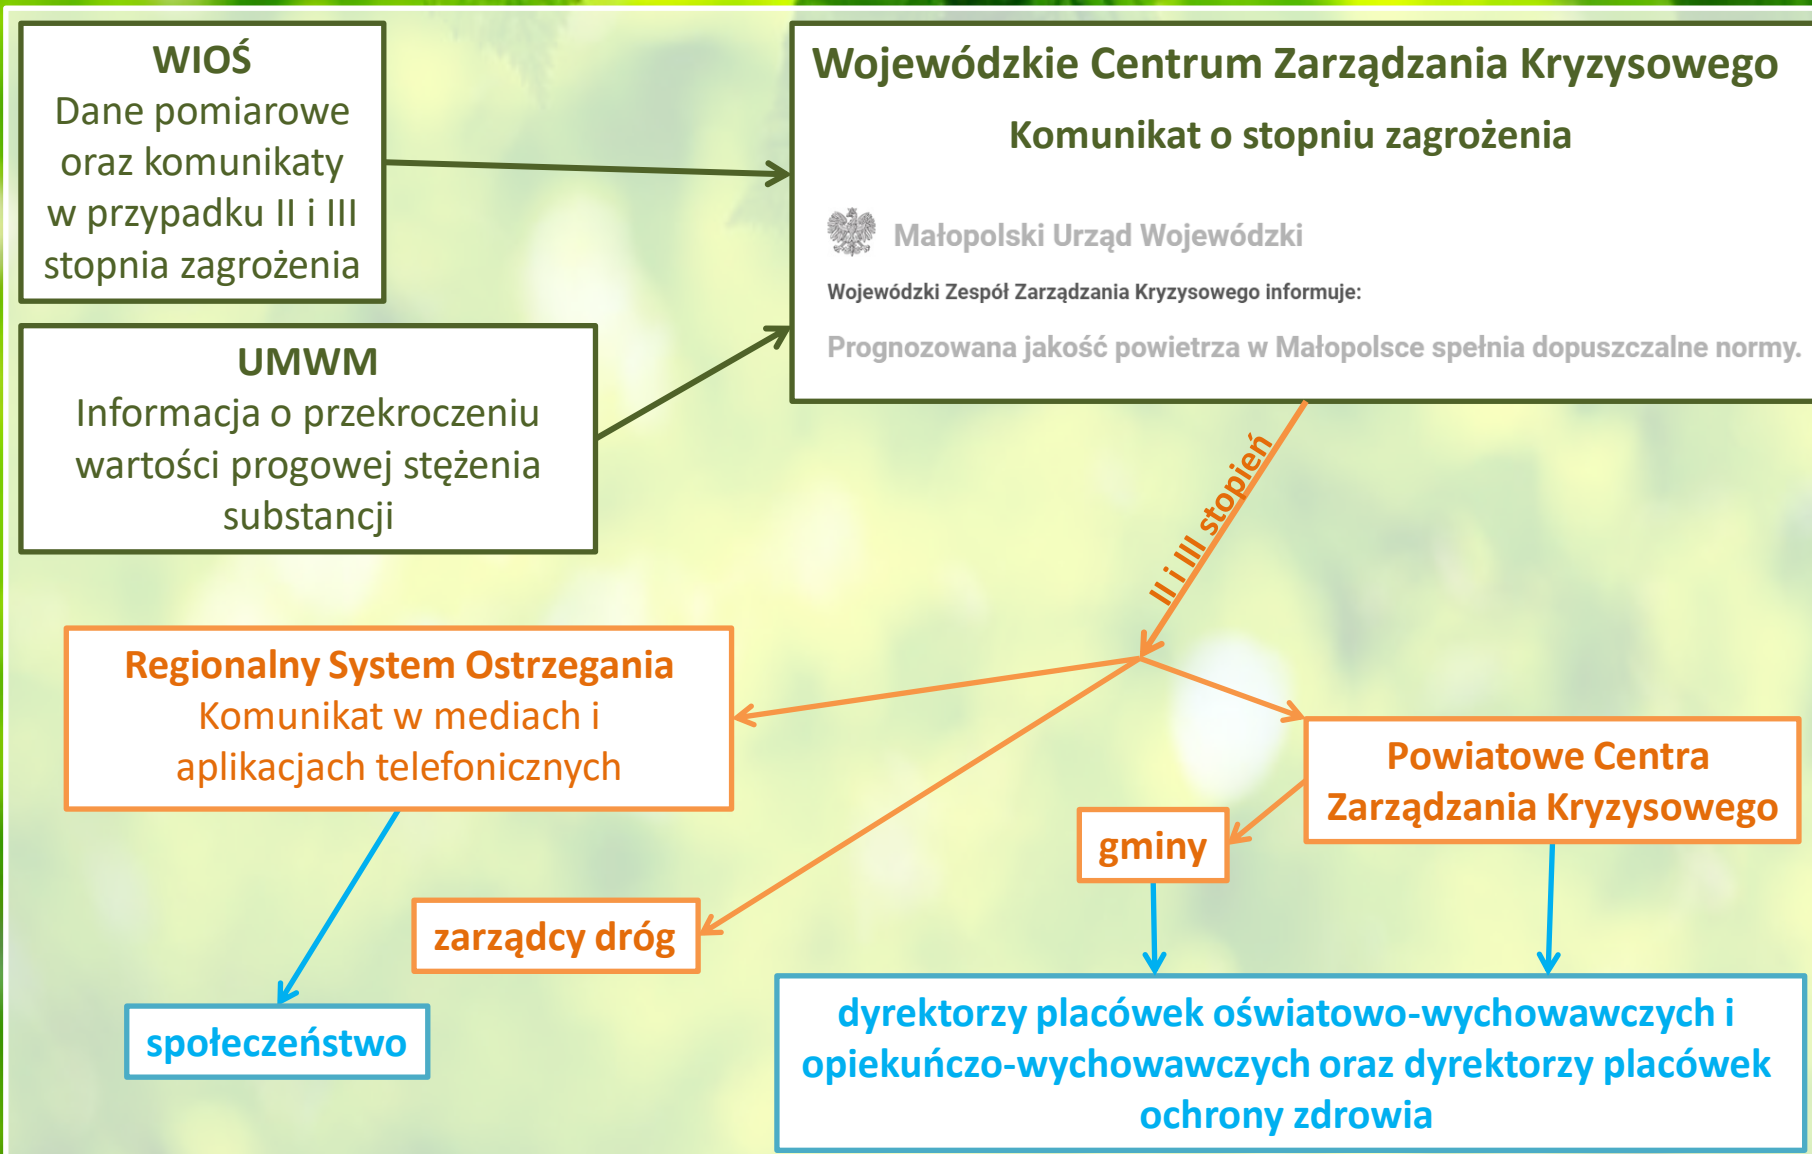 WIOŚ
Dane pomiarowe
oraz komunikaty
w przypadku II i III
stopnia zagrożenia
UMWM
Informacja o przekroczeniu
wartości progowej stężenia
substancji
Wojewódzkie Centrum Zarządzania Kryzysowego
Komunikat o stopniu zagrożenia
Małopolski Urząd Wojewódzki
Wojewódzki Zespół Zarządzania Kryzysowego informuje:
Prognozowana jakość powietrza w Małopolsce spełnia dopuszczalne normy.
II i III stopień
Regionalny System Ostrzegania
Komunikat w mediach i
aplikacjach telefonicznych
Powiatowe Centra
Zarządzania Kryzysowego
gminy
zarządcy dróg
społeczeństwo
dyrektorzy placówek oświatowo-wychowawczych i
opiekuńczo-wychowawczych oraz dyrektorzy placówek
ochrony zdrowia